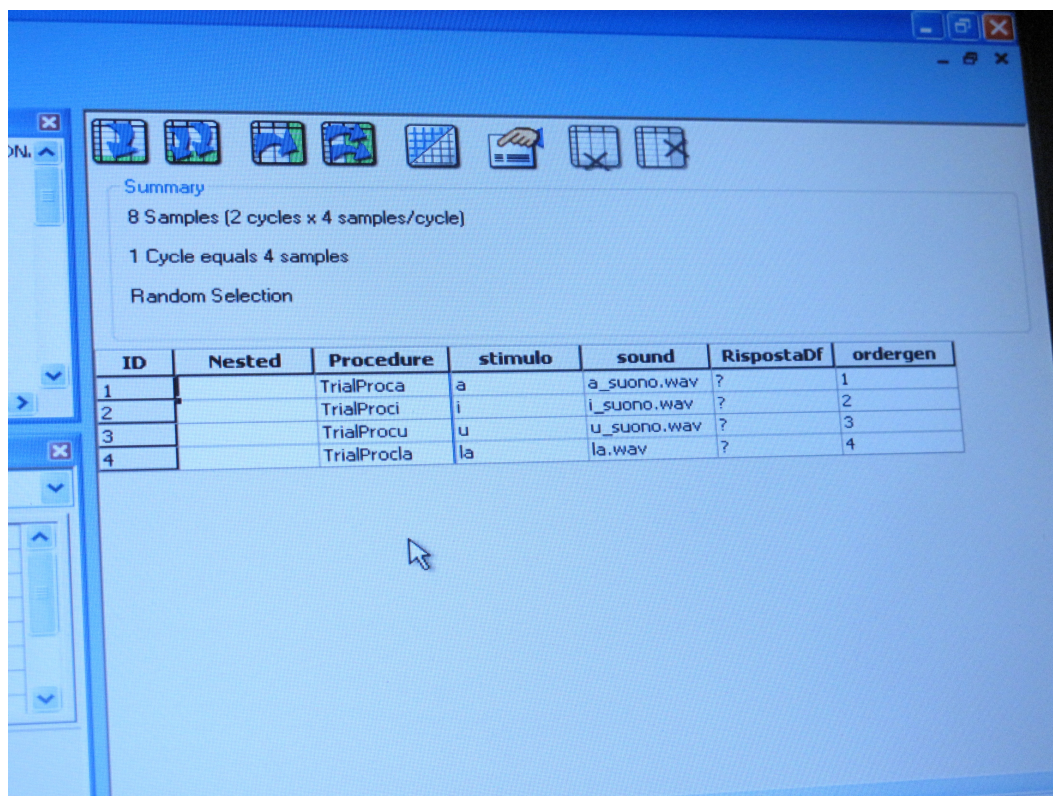 ON.
Summary
8 Samples (2 cycles x 4 samples/cycle)
1 Cycle equals 4 samples
Random Selection
ID Nested Procedure stimulo sound RispostaDf ordergen
1 TrialProca a a_suono.wav ? 1
2 TrialProci i i_suono.wav ? 2
3 TrialProcu u u_suono.wav ? 3
4 TrialProcla la la.wav ? 4